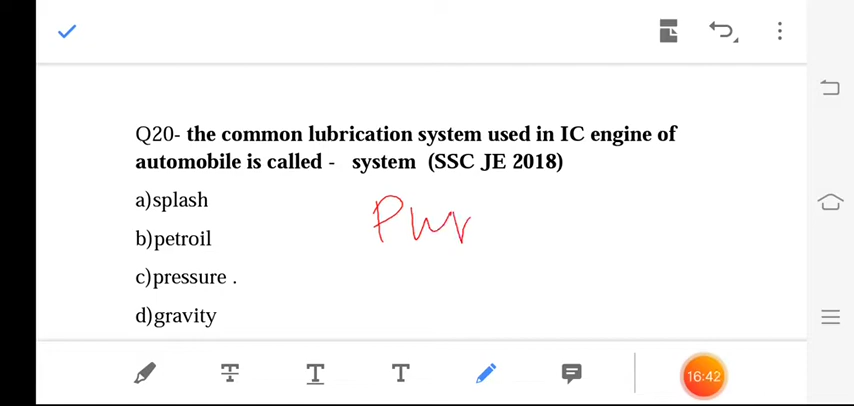 Q20- the common lubrication system used in IC engine of
automobile is called - system (SSC JE 2018)
a)splash
b)petroil
c)pressure .
d)gravity
T T T
16:42